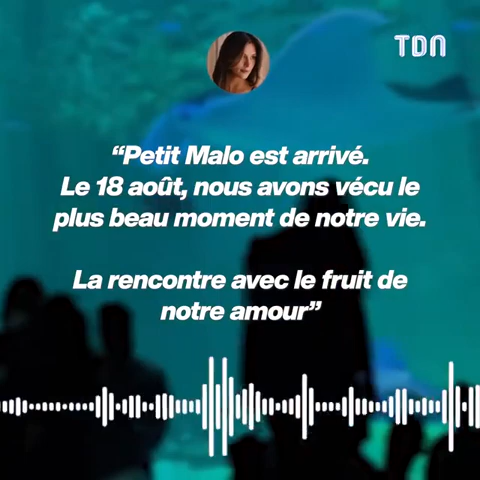 TDN
“Petit Malo est arrivé.
Le 18 août, nous avons vécu le
plus beau moment de notre vie.
La rencontre avec le fruit de
notre amour”